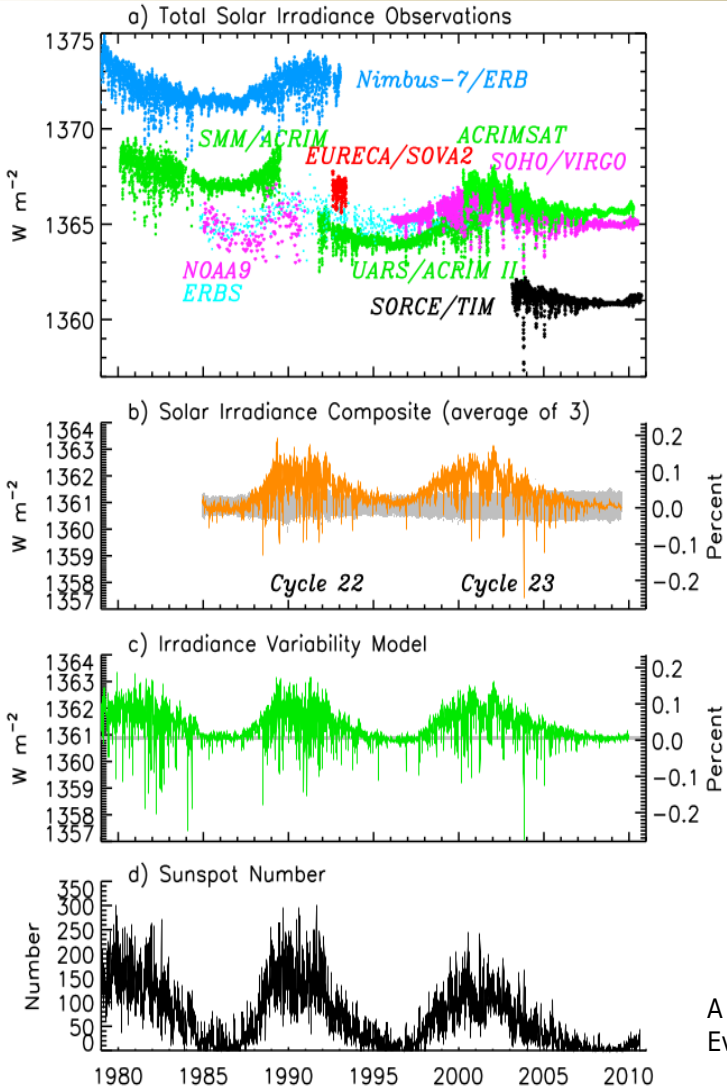 a) Total Solar Irradiance Observations
1375
1370
1365
1360
W m⁻²
Nimbus-7/ERB
SMM/ACRIM
ACRIMSAT
EURECA/SOVA2
SOHO/VIRGO
NOAA9
UARS/ACRIM II
ERBS
SORCE/TIM
b) Solar Irradiance Composite (average of 3)
1364
1363
1362
1361
1360
1359
1358
1357
W m⁻²
0.2
0.1
0.0
-0.1
-0.2
Percent
Cycle 22
Cycle 23
c) Irradiance Variability Model
1364
1363
1362
1361
1360
1359
1358
1357
W m⁻²
0.2
0.1
0.0
-0.1
-0.2
Percent
d) Sunspot Number
350
300
250
200
150
100
50
0
Number
1980 1985 1990 1995 2000 2005 2010
A
Ev